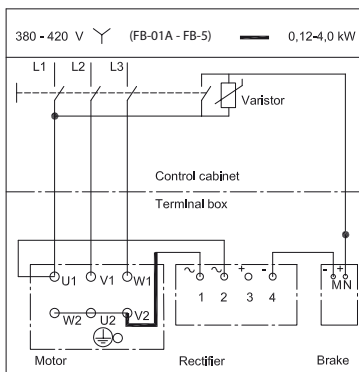 380 - 420 V (FB-01A - FB-5) 0,12-4,0 kW
L1 L2 L3
Varistor
Control cabinet
Terminal box
U1 V1 W1
~ ~ + -
- +
M N
1 2 3 4
W2 U2 V2
Motor Rectifier Brake